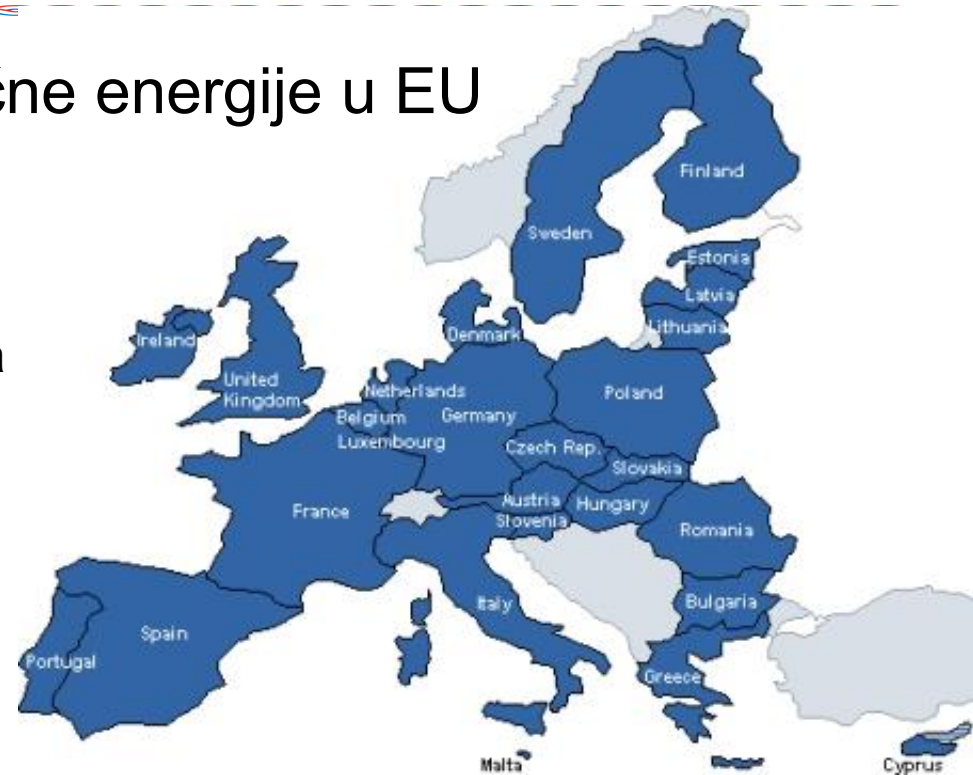 energije u EU
Finland
Sweden
Estonia
Latvia
Lithuania
Denmark
Ireland
United
Kingdom
Netherlands
Poland
Belgium
Germany
Luxembourg
Czech Rep.
Slovakia
Austria
Hungary
France
Slovenia
Romania
Italy
Bulgaria
Spain
Portugal
Greece
Malta
Cyprus